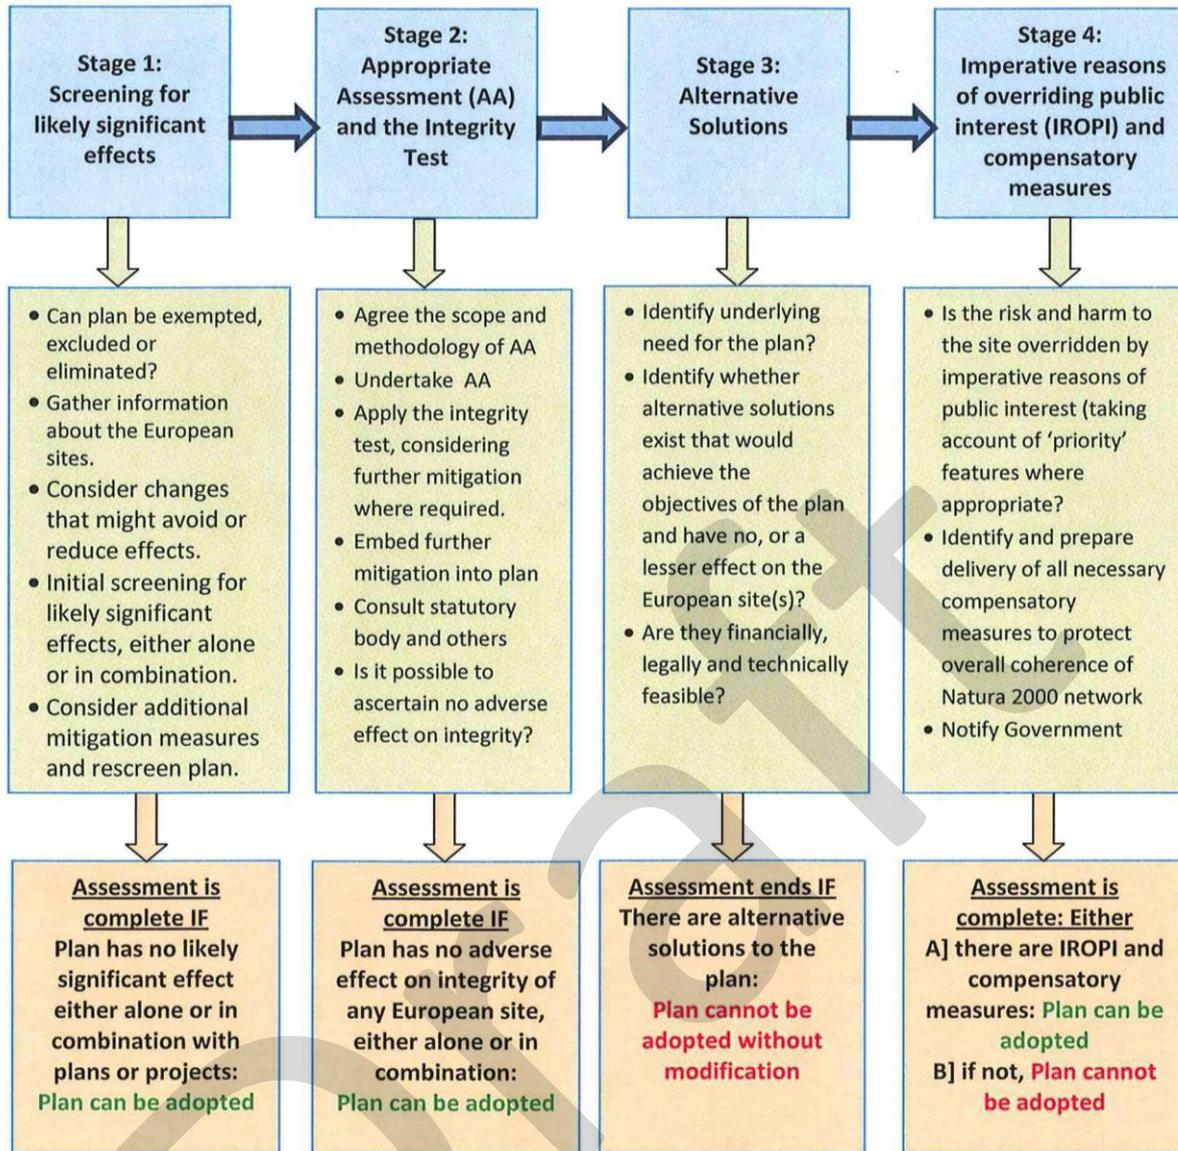 Stage 1:
Screening for
likely significant
effects
Stage 2:
Appropriate
Assessment (AA)
and the Integrity
Test
Stage 3:
Alternative
Solutions
Stage 4:
Imperative reasons
of overriding public
interest (IROPI) and
compensatory
measures
• Can plan be exempted,
excluded or
eliminated?
• Gather information
about the European
sites.
• Consider changes
that might avoid or
reduce effects.
• Initial screening for
likely significant
effects, either alone
or in combination.
• Consider additional
mitigation measures
and rescreen plan.
• Agree the scope and
methodology of AA
• Undertake AA
• Apply the integrity
test, considering
further mitigation
where required.
• Embed further
mitigation into plan
• Consult statutory
body and others
• Is it possible to
ascertain no adverse
effect on integrity?
• Identify underlying
need for the plan?
• Identify whether
alternative solutions
exist that would
achieve the
objectives of the plan
and have no, or a
lesser effect on the
European site(s)?
• Are they financially,
legally and technically
feasible?
• Is the risk and harm to
the site overridden by
imperative reasons of
public interest (taking
account of ‘priority’
features where
appropriate?
• Identify and prepare
delivery of all necessary
compensatory
measures to protect
overall coherence of
Natura 2000 network
• Notify Government
Assessment is
complete IF
Plan has no likely
significant effect
either alone or in
combination with
plans or projects:
Plan can be adopted
Assessment is
complete IF
Plan has no adverse
effect on integrity of
any European site,
either alone or in
combination:
Plan can be adopted
Assessment ends IF
There are alternative
solutions to the
plan:
Plan cannot be
adopted without
modification
Assessment is
complete: Either
A] there are IROPI and
compensatory
measures: Plan can be
adopted
B] if not, Plan cannot
be adopted
Draft